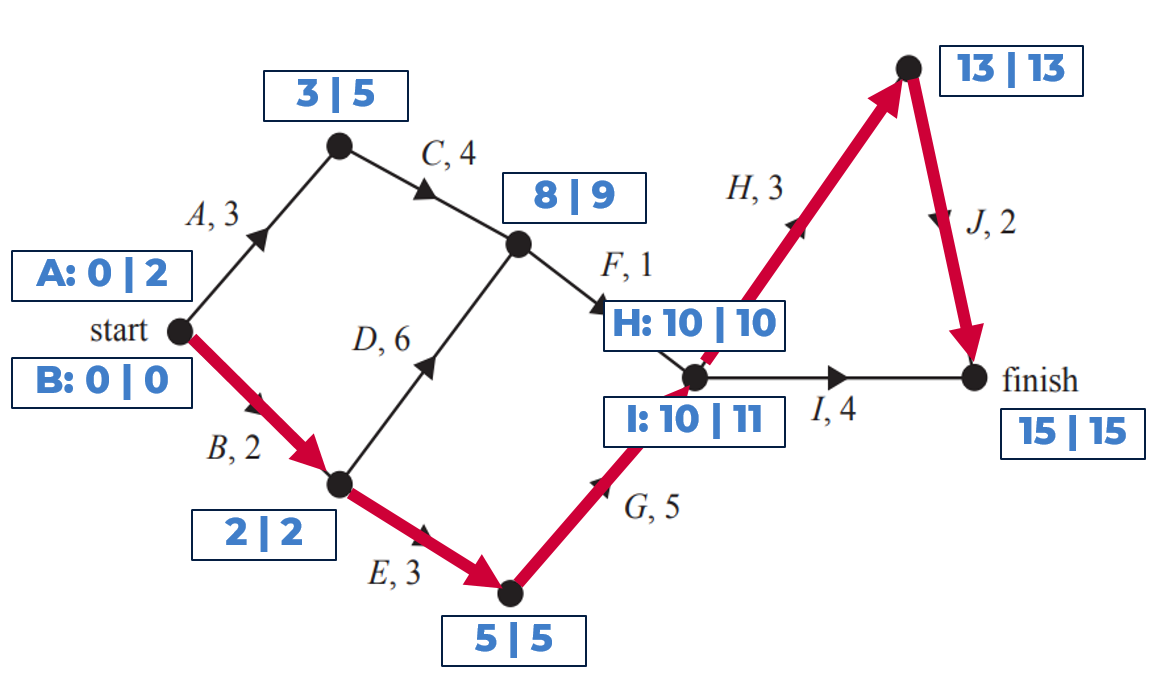 13 | 13
3 | 5
C, 4
H, 3
8 | 9
A, 3
J, 2
F, 1
A: 0 | 2
start
H: 10 | 10
D, 6
B: 0 | 0
finish
I: 10 | 11
I, 4
15 | 15
B, 2
G, 5
2 | 2
E, 3
5 | 5